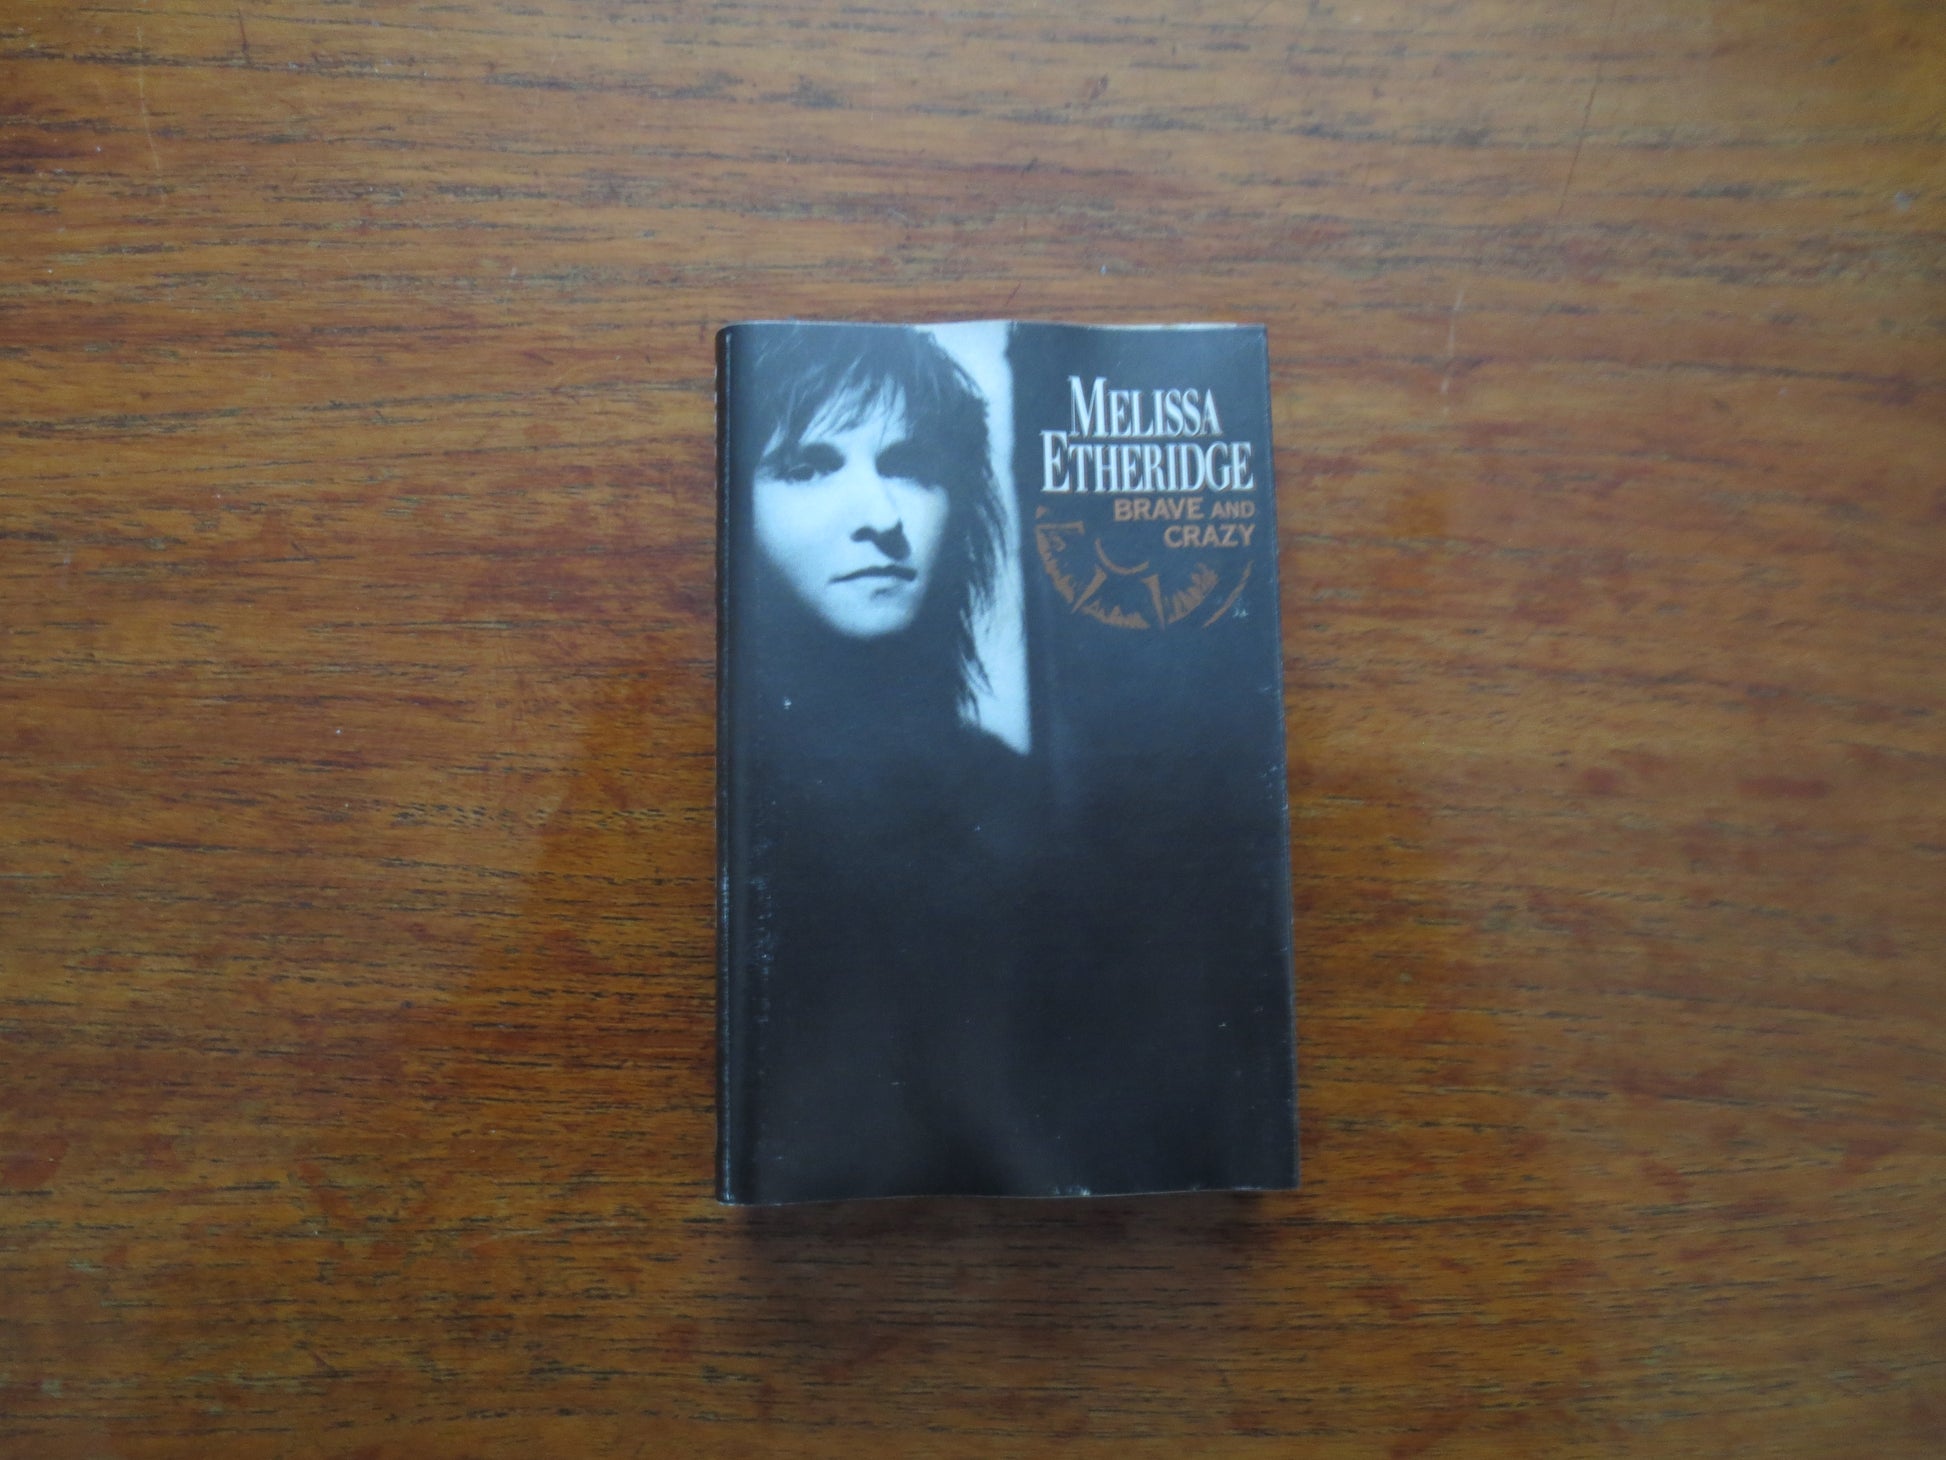 MELISSA
ETHERIDGE
BRAVE AND
CRAZY